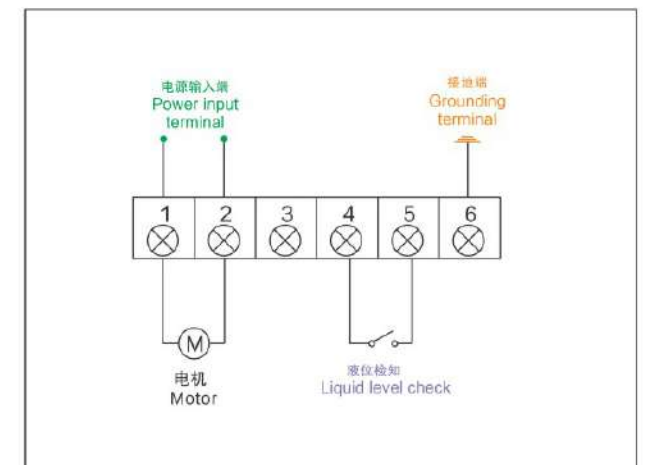 电源输入端
Power input
terminal
接地端
Grounding
terminal
1 2 3 4 5 6
M
电机
Motor
液位检知
Liquid level check